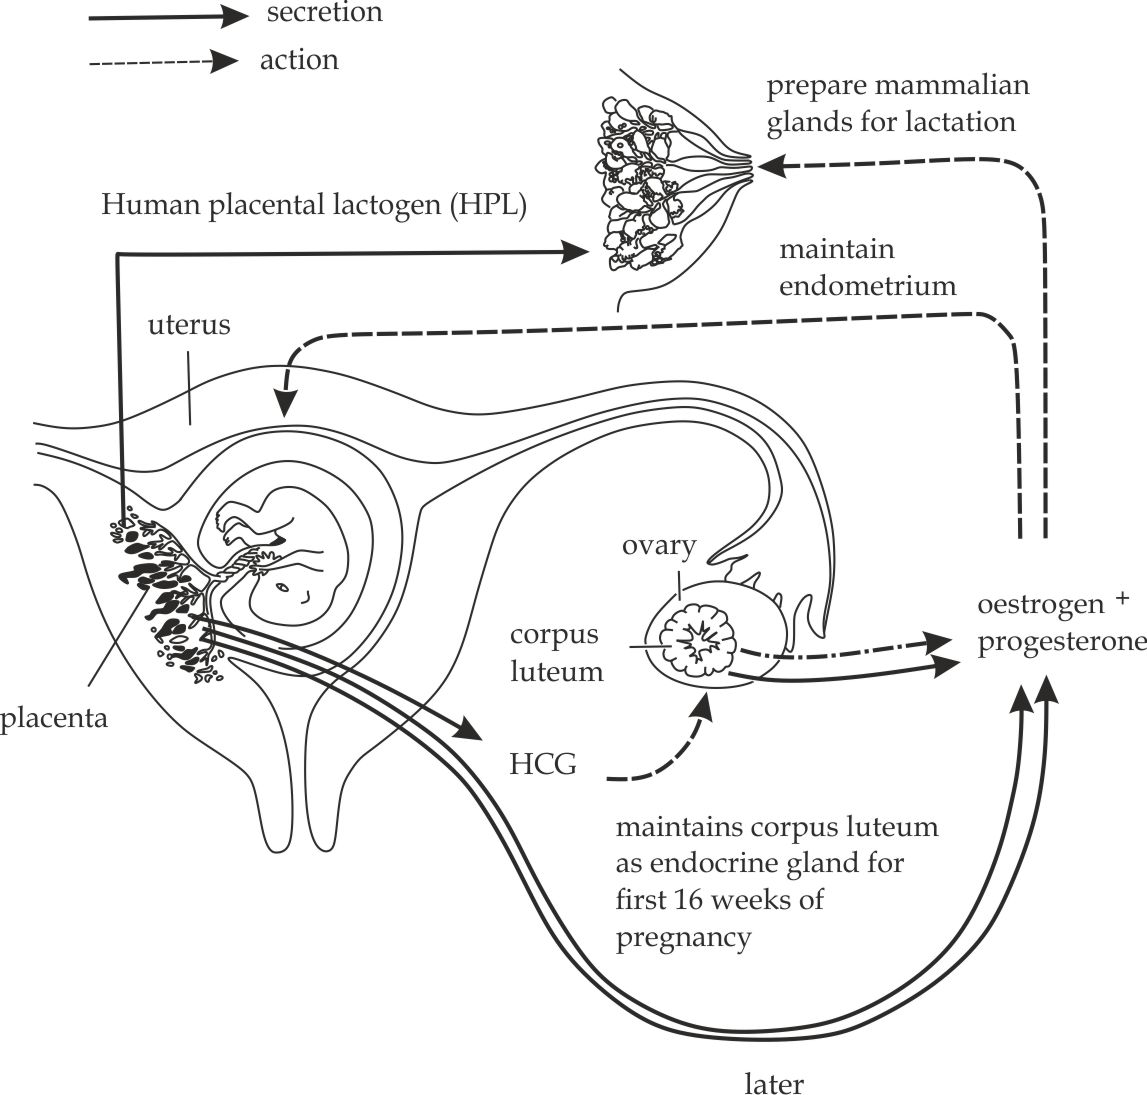 secretion
action
prepare mammalian
glands for lactation
Human placental lactogen (HPL)
maintain
endometrium
uterus
ovary
oestrogen +
progesterone
corpus
luteum
placenta
HCG
maintains corpus luteum
as endocrine gland for
first 16 weeks of
pregnancy
later